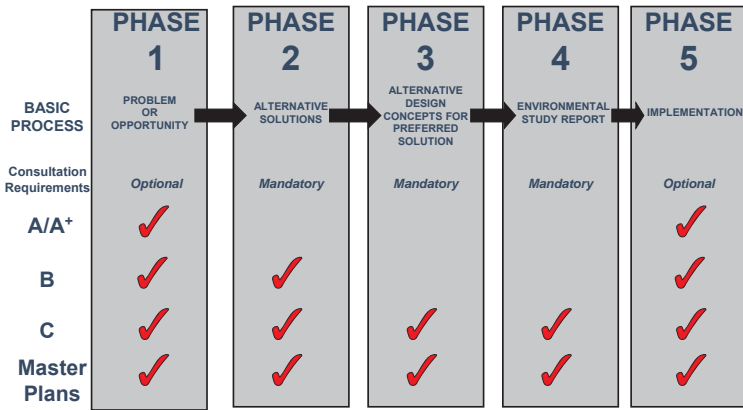 PHASE 1
PHASE 2
PHASE 3
PHASE 4
PHASE 5
BASIC
PROCESS
PROBLEM
OR
OPPORTUNITY
ALTERNATIVE
SOLUTIONS
ALTERNATIVE
DESIGN
CONCEPTS FOR
PREFERRED
SOLUTION
ENVIRONMENTAL
STUDY REPORT
IMPLEMENTATION
Consultation
Requirements
Optional
Mandatory
Mandatory
Mandatory
Optional
A/A+
B
C
Master
Plans